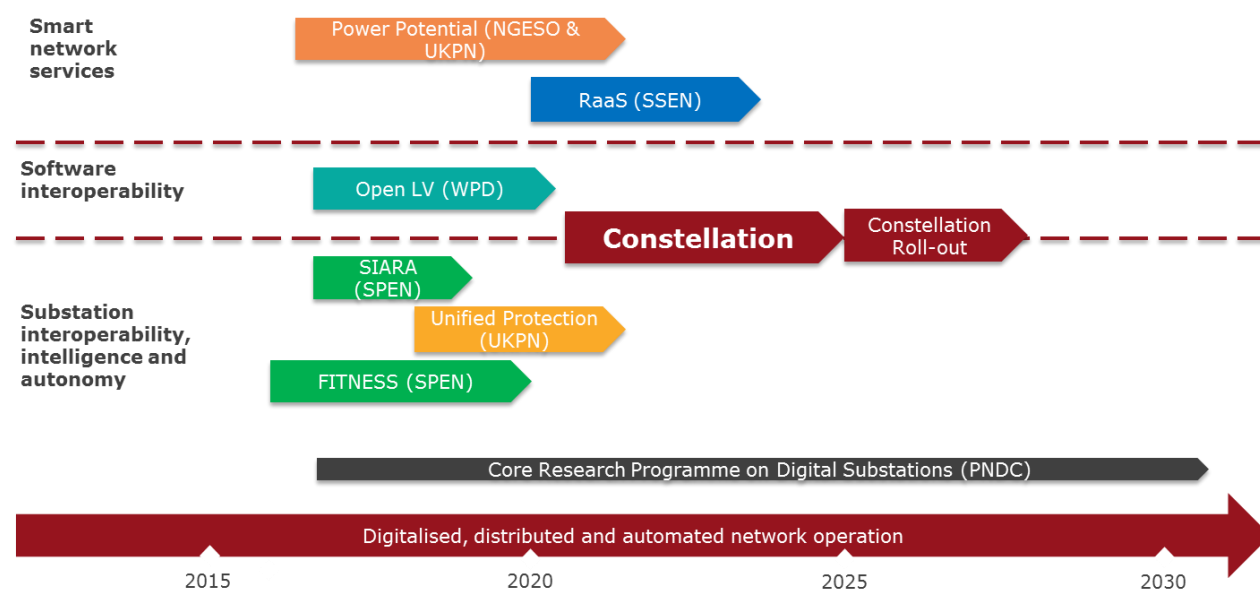 Smart
network
services
Power Potential (NGESO &
UKPN)
RaaS (SSEN)
Software
interoperability
Open LV (WPD)
Constellation
Constellation
Roll-out
SIARA
(SPEN)
Substation
interoperability,
intelligence and
autonomy
Unified Protection
(UKPN)
FITNESS (SPEN)
Core Research Programme on Digital Substations (PNDC)
Digitalised, distributed and automated network operation
2015
2020
2025
2030